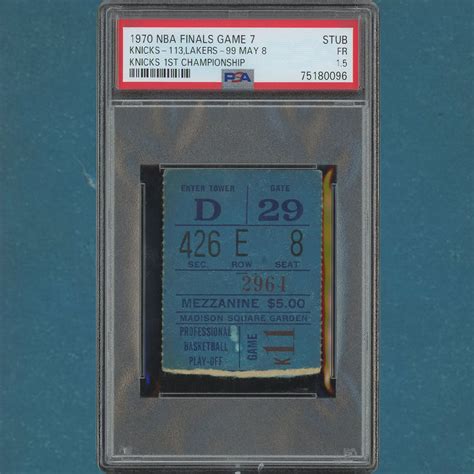 1970 NBA FINALS GAME 7 STUB
KNICKS-113,LAKERS-99 MAY 8 FR
KNICKS 1ST CHAMPIONSHIP 1.5
PSA 75180096
ENTER TOWER GATE
D 29
426 E 8
SEC. ROW SEAT
2964
MEZZANINE $5.00
MADISON SQUARE GARDEN
PROFESSIONAL
BASKETBALL
PLAY-OFF
GAME
K11